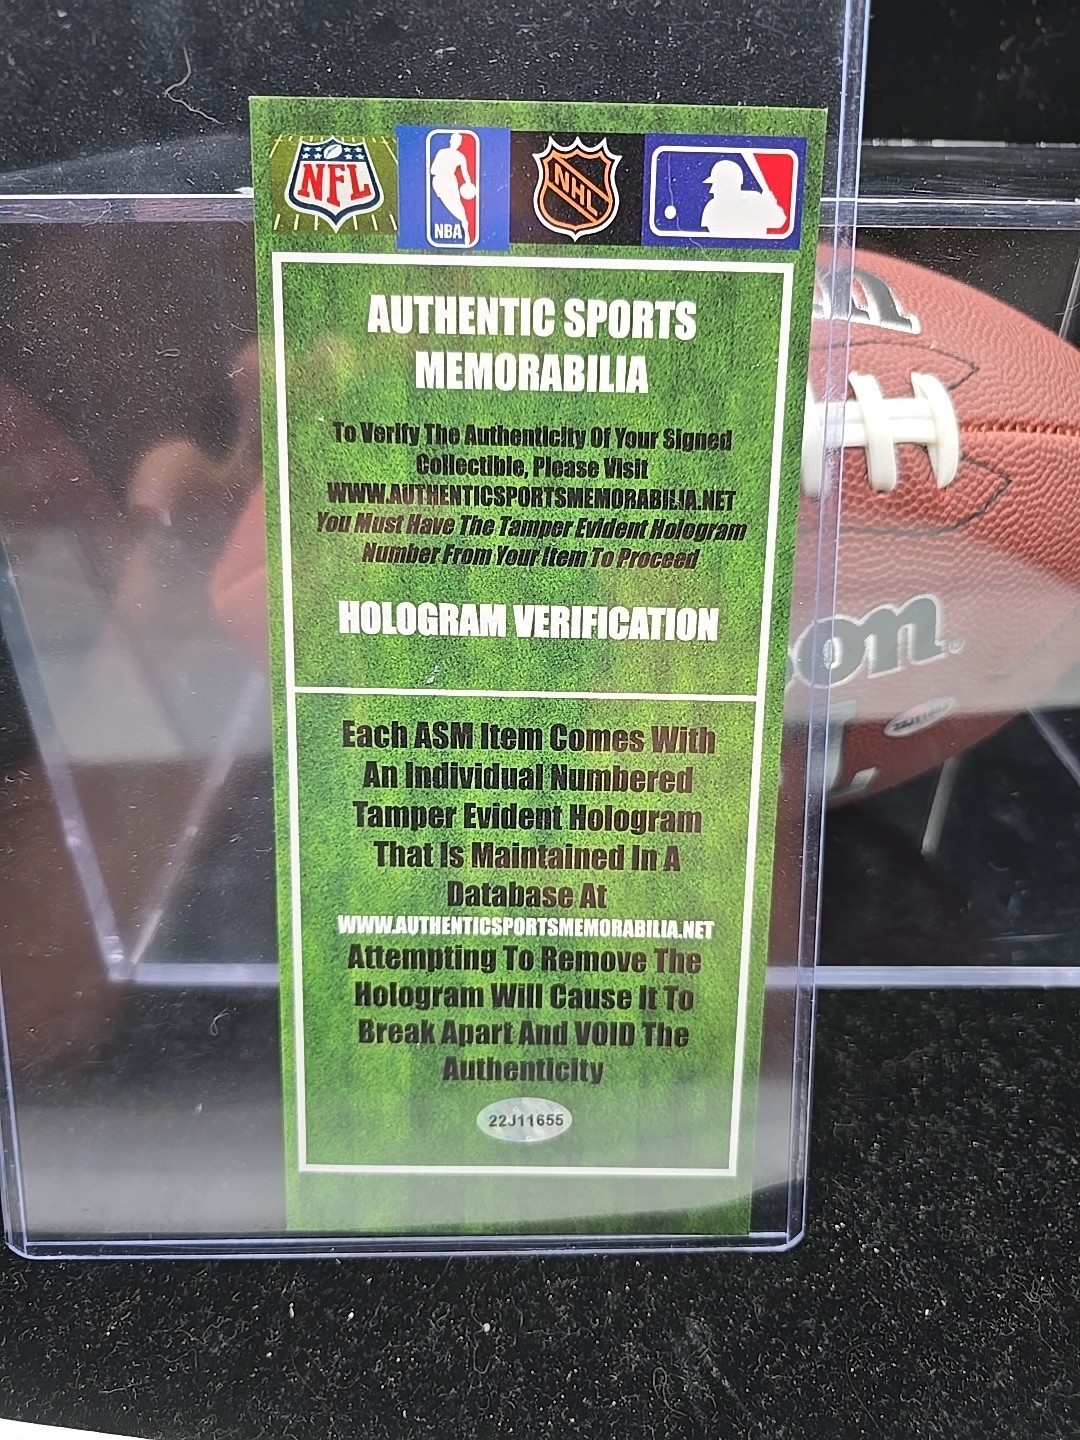 NFL
NBA
NHL
AUTHENTIC SPORTS
MEMORABILIA
To Verify The Authenticity Of Your Signed
Collectible, Please Visit
WWW.AUTHENTICSPORTSMEMORABILIA.NET
You Must Have The Tamper Evident Hologram
Number From Your Item To Proceed
HOLOGRAM VERIFICATION
Each ASM Item Comes With
An Individual Numbered
Tamper Evident Hologram
That Is Maintained In A
Database At
WWW.AUTHENTICSPORTSMEMORABILIA.NET
Attempting To Remove The
Hologram Will Cause It To
Break Apart And VOID The
Authenticity
22J11655
on